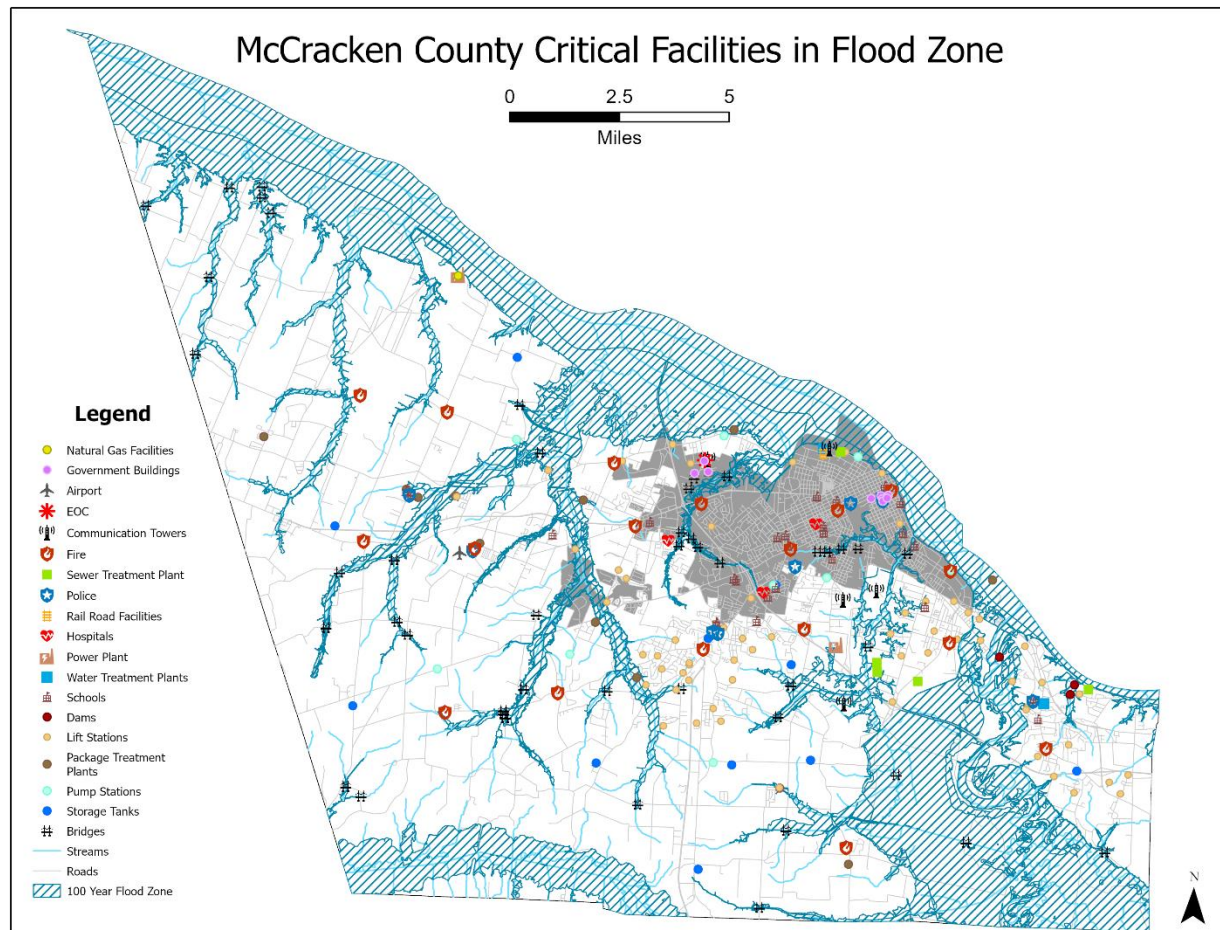 McCracken County Critical Facilities in Flood Zone
0 2.5 5
Miles
Legend
Natural Gas Facilities
Government Buildings
Airport
EOC
Communication Towers
Fire
Sewer Treatment Plant
Police
Rail Road Facilities
Hospitals
Power Plant
Water Treatment Plants
Schools
Dams
Lift Stations
Package Treatment
Plants
Pump Stations
Storage Tanks
Bridges
Streams
Roads
100 Year Flood Zone
N